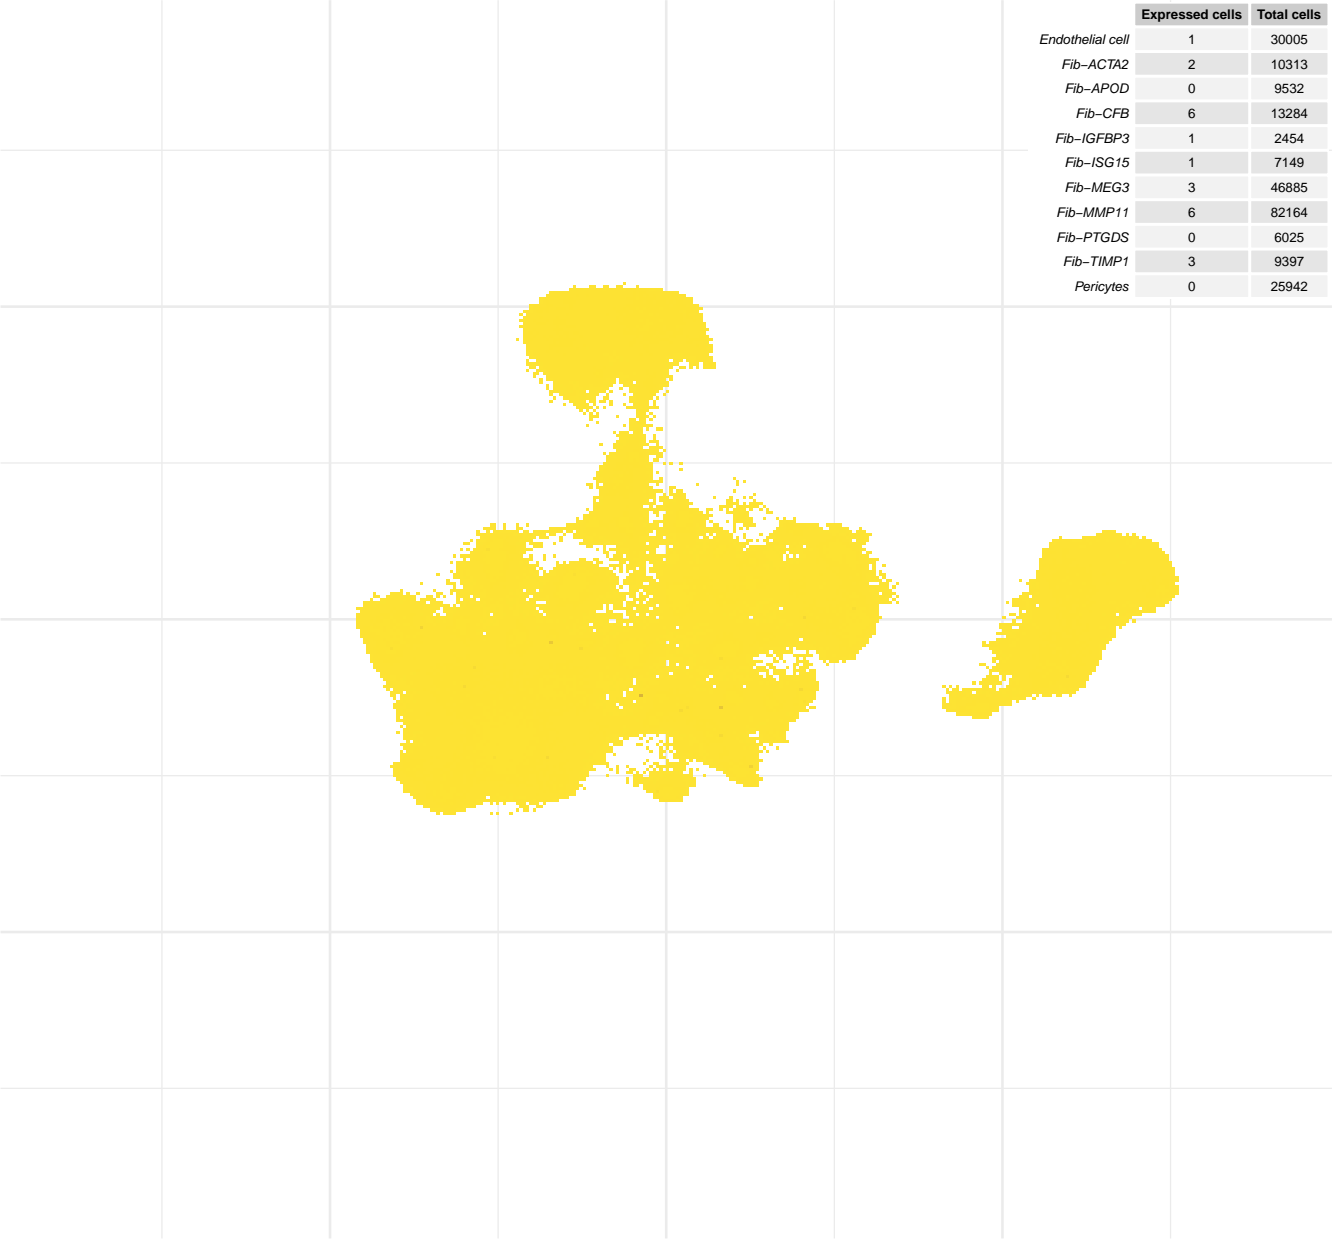 Expressed cells Total cells
Endothelial cell 1 30005
Fib−ACTA2 2 10313
Fib−APOD 0 9532
Fib−CFB 6 13284
Fib−IGFBP3 1 2454
Fib−ISG15 1 7149
Fib−MEG3 3 46885
Fib−MMP11 6 82164
Fib−PTGDS 0 6025
Fib−TIMP1 3 9397
Pericytes 0 25942